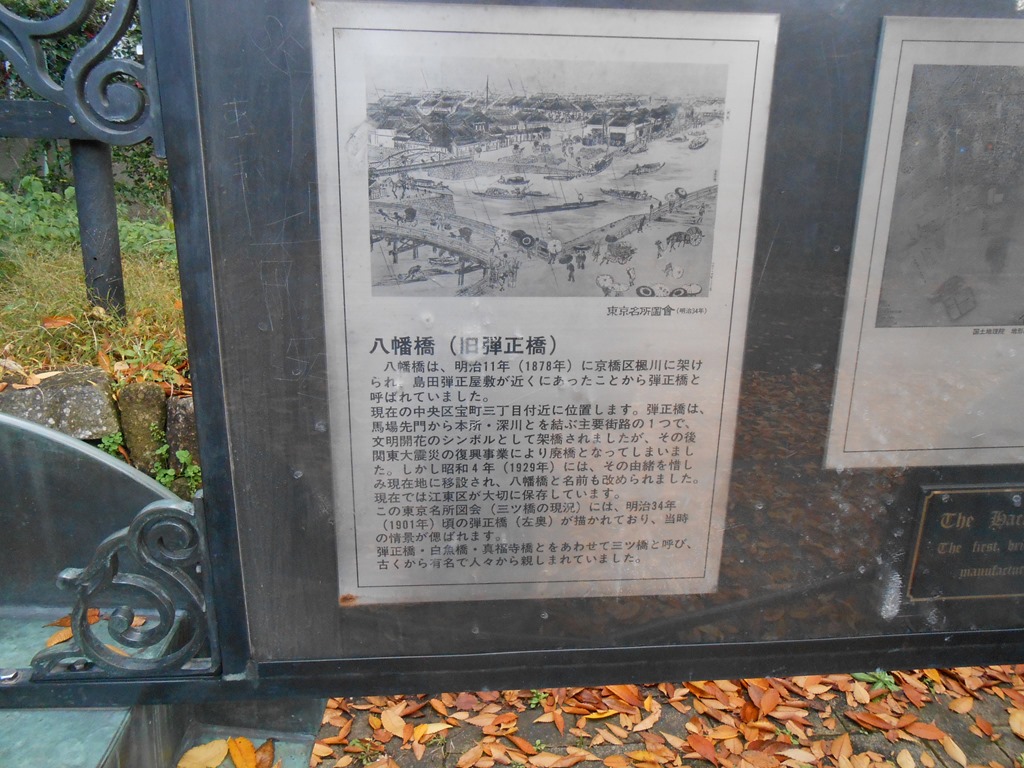 東京名所圖會(明治34年)
八幡橋(旧弾正橋)
八幡橋は、明治11年(1878年)に京橋区楓川に架け
られ、島田弾正屋敷が近くにあったことから弾正橋と
呼ばれていました。
現在の中央区宝町三丁目付近に位置します。弾正橋は、
馬場先門から本所・深川とを結ぶ主要街路の1つで、
文明開花のシンボルとして架橋されましたが、その後
関東大震災の復興事業により廃橋となってしまいまし
た。しかし昭和4年(1929年)には、その由緒を惜し
み現在地に移設され、八幡橋と名前も改められました。
現在では江東区が大切に保存しています。
この東京名所図会(三ツ橋の現況)には、明治34年
(1901年)頃の弾正橋(左奥)が描かれており、当時
の情景が偲ばれます。
弾正橋・白魚橋・真福寺橋とをあわせて三ツ橋と呼び、
古くから有名で人々から親しまれていました。
国土地理院
The Hac
The first, br
manufactur